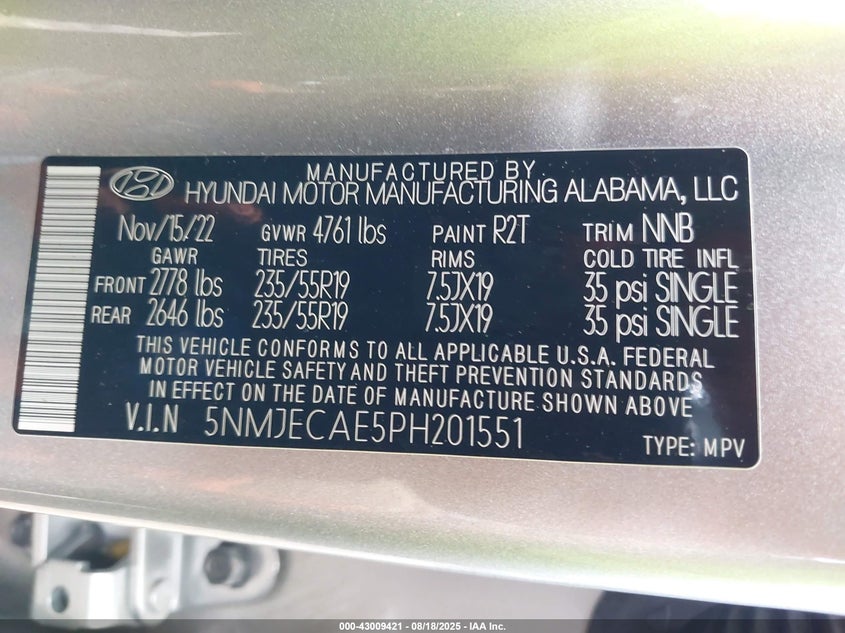 MANUFACTURED BY
HYUNDAI MOTOR MANUFACTURING ALABAMA, LLC
Nov/15/22 GVWR 4761 lbs PAINT R2T TRIM NNB
GAWR TIRES RIMS COLD TIRE INFL
FRONT 2778 lbs 235/55R19 7.5JX19 35 psi SINGLE
REAR 2646 lbs 235/55R19 7.5JX19 35 psi SINGLE
THIS VEHICLE CONFORMS TO ALL APPLICABLE U.S.A. FEDERAL
MOTOR VEHICLE SAFETY AND THEFT PREVENTION STANDARDS
IN EFFECT ON THE DATE OF MANUFACTURE SHOWN ABOVE
V.I.N 5NMJECAE5PH201551
TYPE: MPV
000-43009421 - 08/18/2025 - IAA Inc.